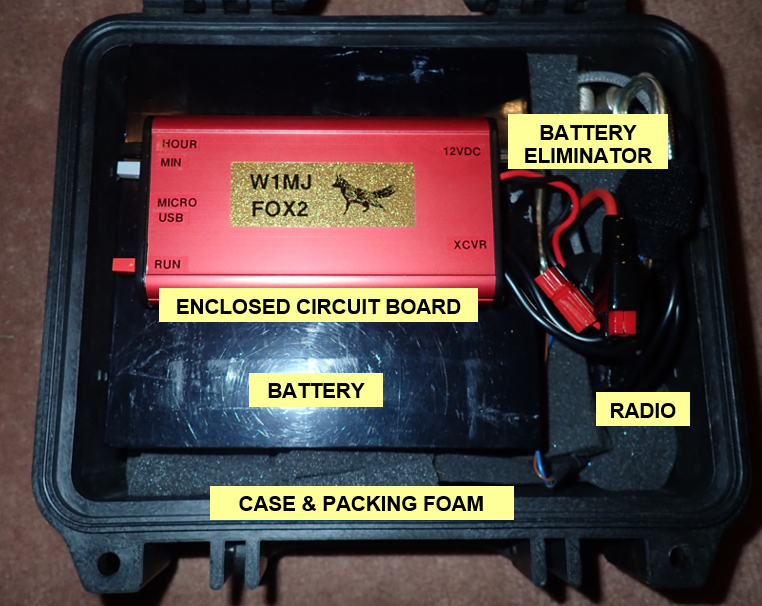 HOUR
MIN
12VDC
BATTERY
ELIMINATOR
W1MJ
FOX2
MICRO
USB
XCVR
RUN
ENCLOSED CIRCUIT BOARD
BATTERY
RADIO
CASE & PACKING FOAM